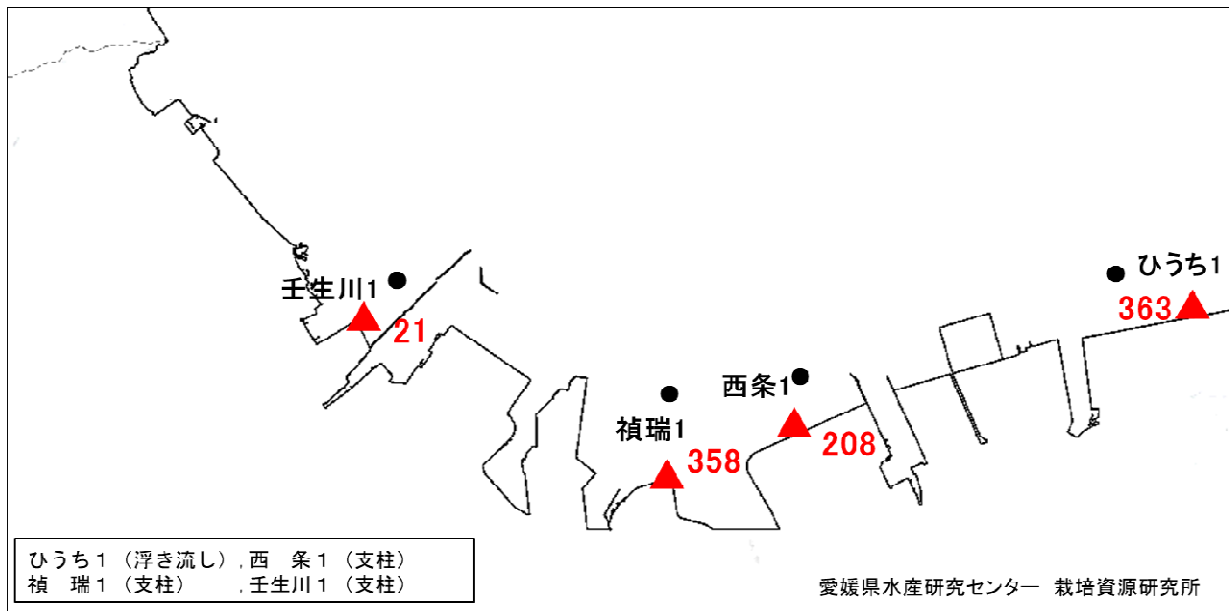 ひうち1
363
壬生川1
21
西条1
208
禎瑞1
358
ひうち1（浮き流し）,西　条1（支柱）
禎　瑞1（支柱）　　,壬生川1（支柱）
愛媛県水産研究センター 栽培資源研究所